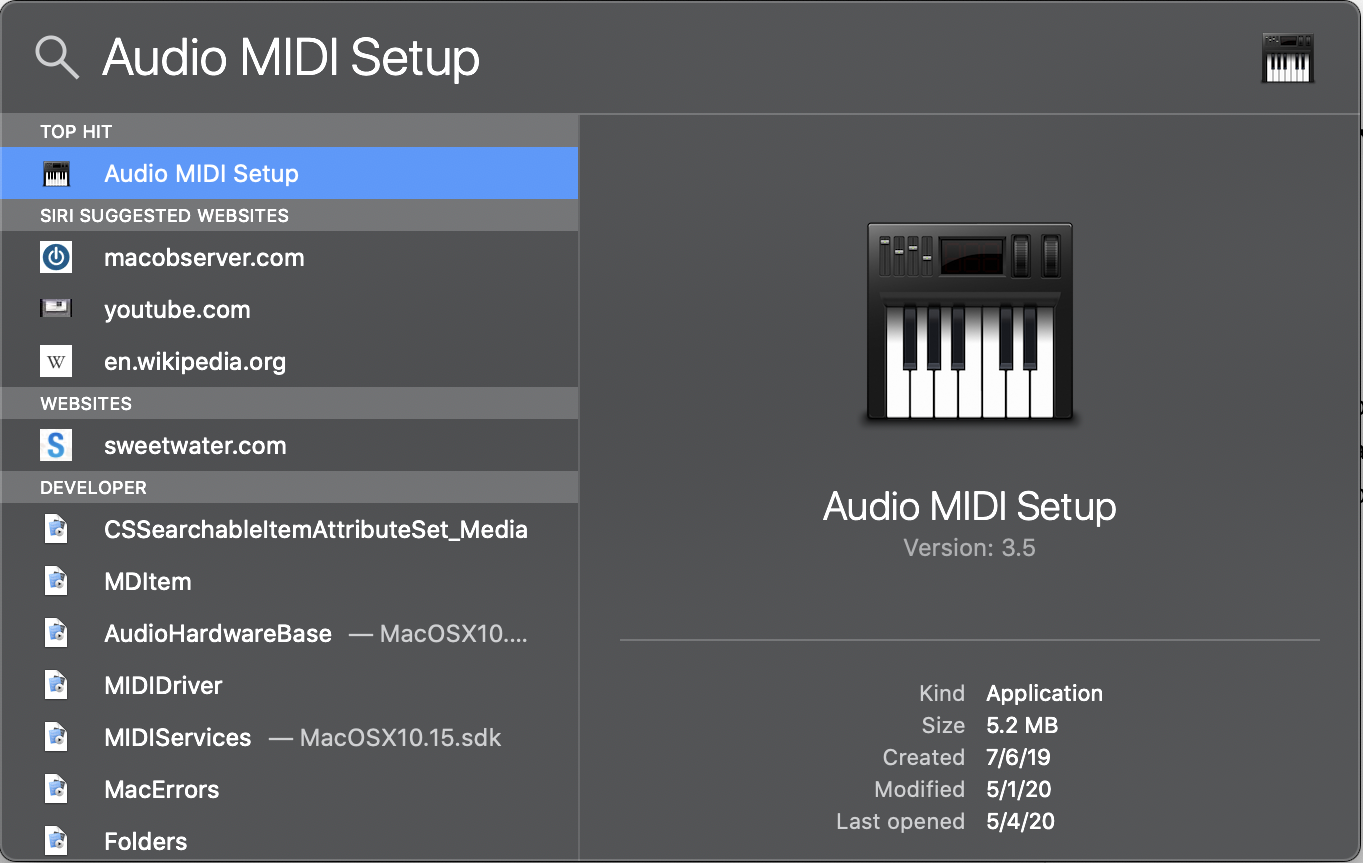 Audio MIDI Setup
TOP HIT
Audio MIDI Setup
SIRI SUGGESTED WEBSITES
macobserver.com
youtube.com
W
en.wikipedia.org
WEBSITES
S
sweetwater.com
DEVELOPER
CSSearchableItemAttributeSet_Media
MDItem
AudioHardwareBase — MacOSX10....
MIDIDriver
MIDIServices — MacOSX10.15.sdk
MacErrors
Folders
Audio MIDI Setup
Version: 3.5
Kind Application
Size 5.2 MB
Created 7/6/19
Modified 5/1/20
Last opened 5/4/20